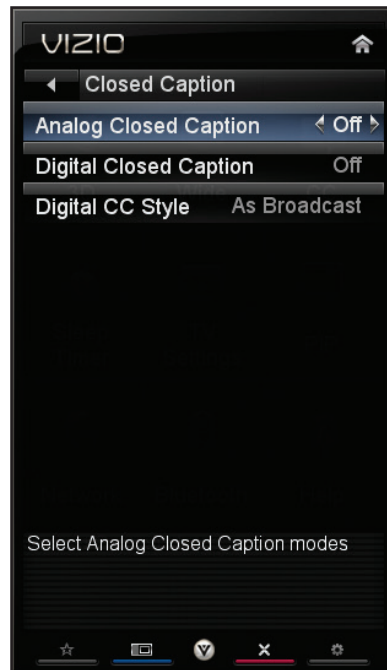 VIZIO
Closed Caption
Analog Closed Caption Off
Digital Closed Caption Off
Digital CC Style As Broadcast
Wide
Select Analog Closed Caption modes